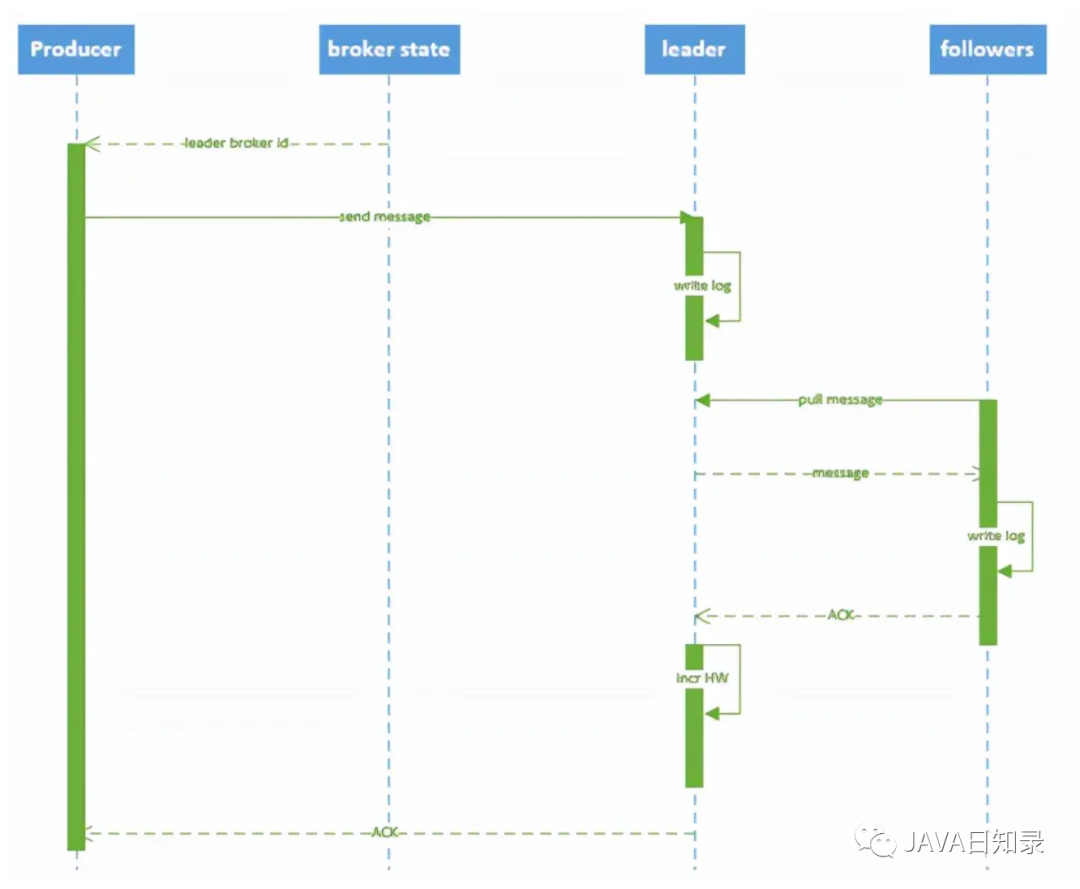 Producer
broker state
leader
followers
leader broker id
send message
write log
pull message
message
write log
ACK
incr HW
ACK
JAVA日知录